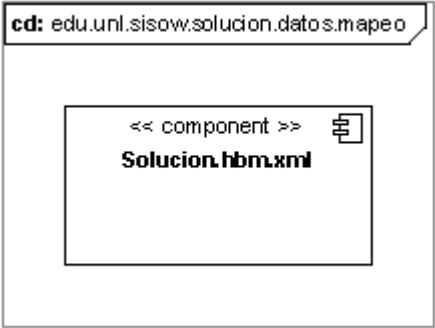 cd: edu.unl.sisow.solucion.datos.mapeo
<< component >>
Solucion.hbm.xml